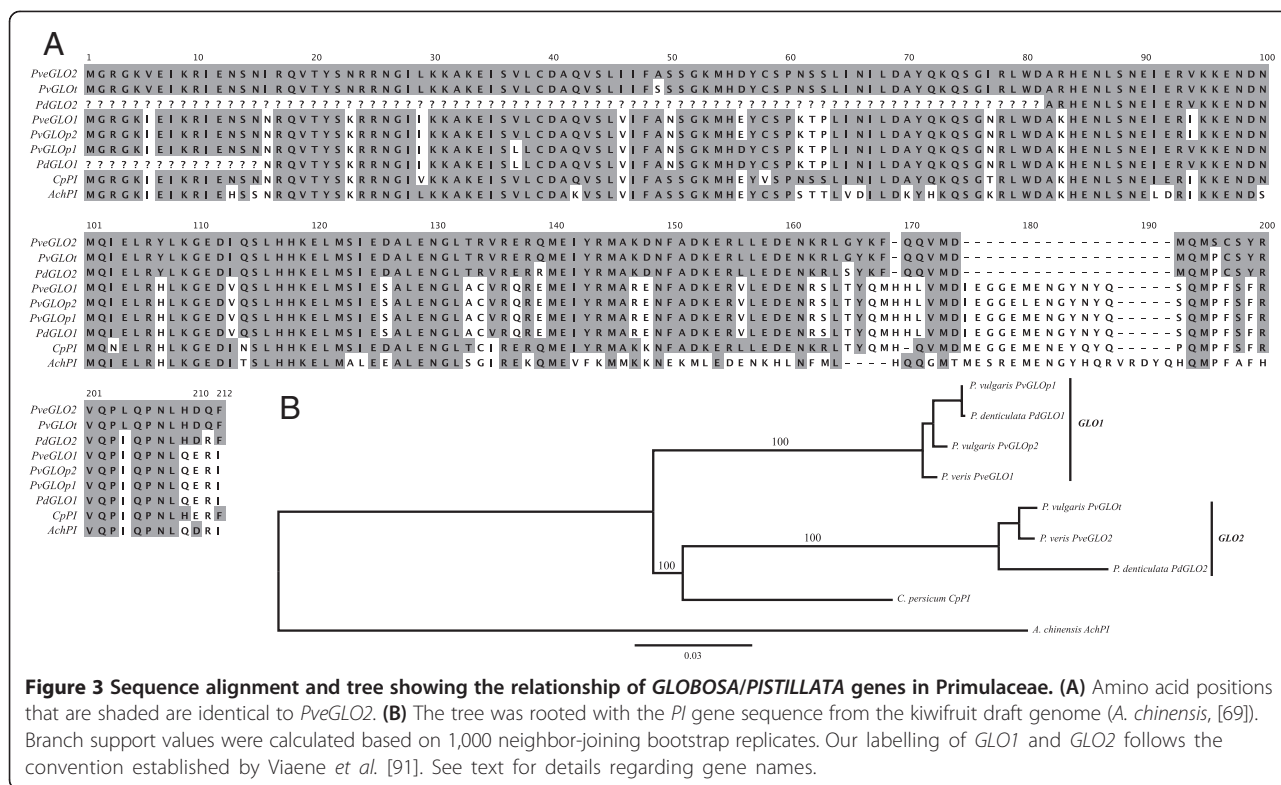 A
1 10 20 30 40 50 60 70 80 90 100
PveGLO2 MGRGKVEIKRIENSNIRQVTYSNRRNGILKKAKEISVLCDAQVSLIIFASSGKMHDYCSPNSSLINILDAYQKQSGIRLWDARHENLSNEIERVKKENDN
PvGLOt MGRGKVEIKRIENSNIRQVTYSNRRNGILKKAKEISVLCDAQVSLIIFSSSGKMHDYCSPNSSLINILDAYQKQSGIRLWDARHENLSNEIERVKKENDN
PdGLO2 ?????????????????????????????????????????????????????????????????????????????????ARHENLSNEIERVKKENDN
PveGLO1 MGRGKIEIKRIENSNNRQVTYSKRRNGILKKAKEISVLCDAQVSLVIFANSGKMHEYCSPKTPLINILDAYQKQSGNRLWDAKHENLSNEIERIKKENDN
PvGLOp2 MGRGKIEIKRIENSNNRQVTYSKRRNGIIKKAKEISVLCDAQVSLVIFANSGKMHEYCSPKTPLINILDAYQKQSGNRLWDAKHENLSNEIERIKKENDN
PvGLOp1 MGRGKIEIKRIENSNNRQVTYSKRRNGIIKKAKEISLLCDAQVSLVIFANSGKMHDYCSPKTPLINILDAYQKQSGNRLWDAKHENLSNEIERIKKENDN
PdGLO1 ???????????????NRQVTYSKRRNGIIKKAKEISLLCDAQVSLVIFANSGKMHDYCSPKTPLINILDAYQKQSGNRLWDAKHENLSNEIERIKKENDN
CpPI MGRGKIEIKRIENSNNRQVTYSKRRNGIVKKAKEISVLCDAQVSLVIFASSGKMHEYVSPNSSLINILDAYQKQSGTRLWDAKHENLSNEIERIKKENDN
AchPI MGRGKIEIKRIEHSSNRQVTYSKRRNGILKKAKEISVLCDAKVSLVIFASSGKMHEYCSPSTTLVDILDKYHKQSGKRLWDAKHENLSNELDRIKKENDS
101 110 120 130 140 150 160 170 180 190 200
PveGLO2 MQIELRYLKGEDIQSLHHKELMSIEDALENGLTRVRERQMEIYRMAKDNFADKERLLEDENKRLGYKF-QQVMD------------------MQMSCSYR
PvGLOt MQIELRYLKGEDIQSLHHKELMSIEDALENGLTRVRERQMEIYRMAKDNFADKERLLEDENKRLGYKF-QQVMD------------------MQMPCSYR
PdGLO2 MQIELRYLKGEDIQSLHHKELMSIEDALENGLTRVRERRMEIYRMAKDNFADKERLLEDENKRLSYKF-QQVMD------------------MQMPCSYR
PveGLO1 MQIELRHLKGEDVQSLHHKELMSIESALENGLACVRQREMEIYRMARENFADKERVLEDENRSLTYQMHHLVMDIEGGEMENGYNYQ-----SQMPFSFR
PvGLOp2 MQIELRHLKGEDVQSLHHKELMSIESALENGLACVRQREMEIYRMARENFADKERVLEDENRSLTYQMHHLVMDIEGGELENGYNYQ-----SQMPFSFR
PvGLOp1 MQIELRHLKGEDVQSLHHKELMSIESALENGLACVRQREMEIYRMARENFADKERVLEDENRSLTYQMHHLVMDIEGGEMENGYNYQ-----SQMPFSFR
PdGLO1 MQIELRHLKGEDVQSLHHKELMSIESALENGLACVRQREMEIYRMARENFADKERVLEDENRSLTYQMHHLVMDIEGGEMENGYNYQ-----SQMPFSFR
CpPI MQNELRHLKGEDINSLHHKELMSIEDALENGLTCIRERQMEIYRMAKKNFADKERLLEDENKRLTYQMH-QVMDMEGGEMENEYQYQ-----PQMPFSFR
AchPI MQIELRHLKGEDITSLHHKELMALEEALENGLSGIREKQMEVFKMMKKNEKMLEDENKHLNFML----HQQGMTMESREMENGYHQRVRDYQHQMPFAFH
201 210 212
PveGLO2 VQPLQPNLHDQF
PvGLOt VQPLQPNLHDQF
PdGLO2 VQPIQPNLHDRF
PveGLO1 VQPIQPNLQERI
PvGLOp2 VQPIQPNLQERI
PvGLOp1 VQPIQPNLQERI
PdGLO1 VQPIQPNLQERI
CpPI VQPIQPNLHERF
AchPI VQPIQPNLQDRI
B
P. vulgaris PvGLOp1
P. denticulata PdGLO1
GLO1
100
P. vulgaris PvGLOp2
P. veris PveGLO1
P. vulgaris PvGLOt
100
P. veris PveGLO2
GLO2
100
P. denticulata PdGLO2
C. persicum CpPI
A. chinensis AchPI
0.03
Figure 3 Sequence alignment and tree showing the relationship of GLOBOSA/PISTILLATA genes in Primulaceae. (A) Amino acid positions
that are shaded are identical to PveGLO2. (B) The tree was rooted with the PI gene sequence from the kiwifruit draft genome (A. chinensis, [69]).
Branch support values were calculated based on 1,000 neighbor-joining bootstrap replicates. Our labelling of GLO1 and GLO2 follows the
convention established by Viaene et al. [91]. See text for details regarding gene names.